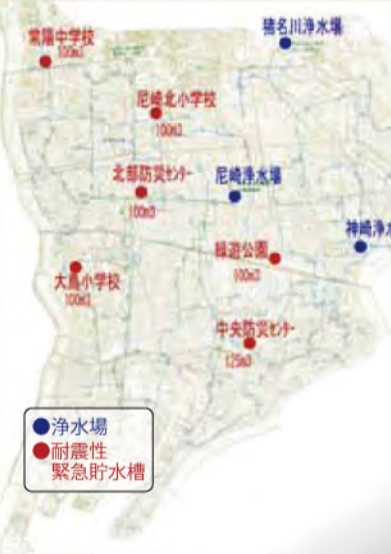 猪名川浄水場
常陽中学校
100m3
尼崎北小学校
100m3
北部防災センター
100m3
尼崎浄水場
神崎浄水
緑遊公園
100m3
大島小学校
100m3
中央防災センター
125m3
浄水場
耐震性
緊急貯水槽